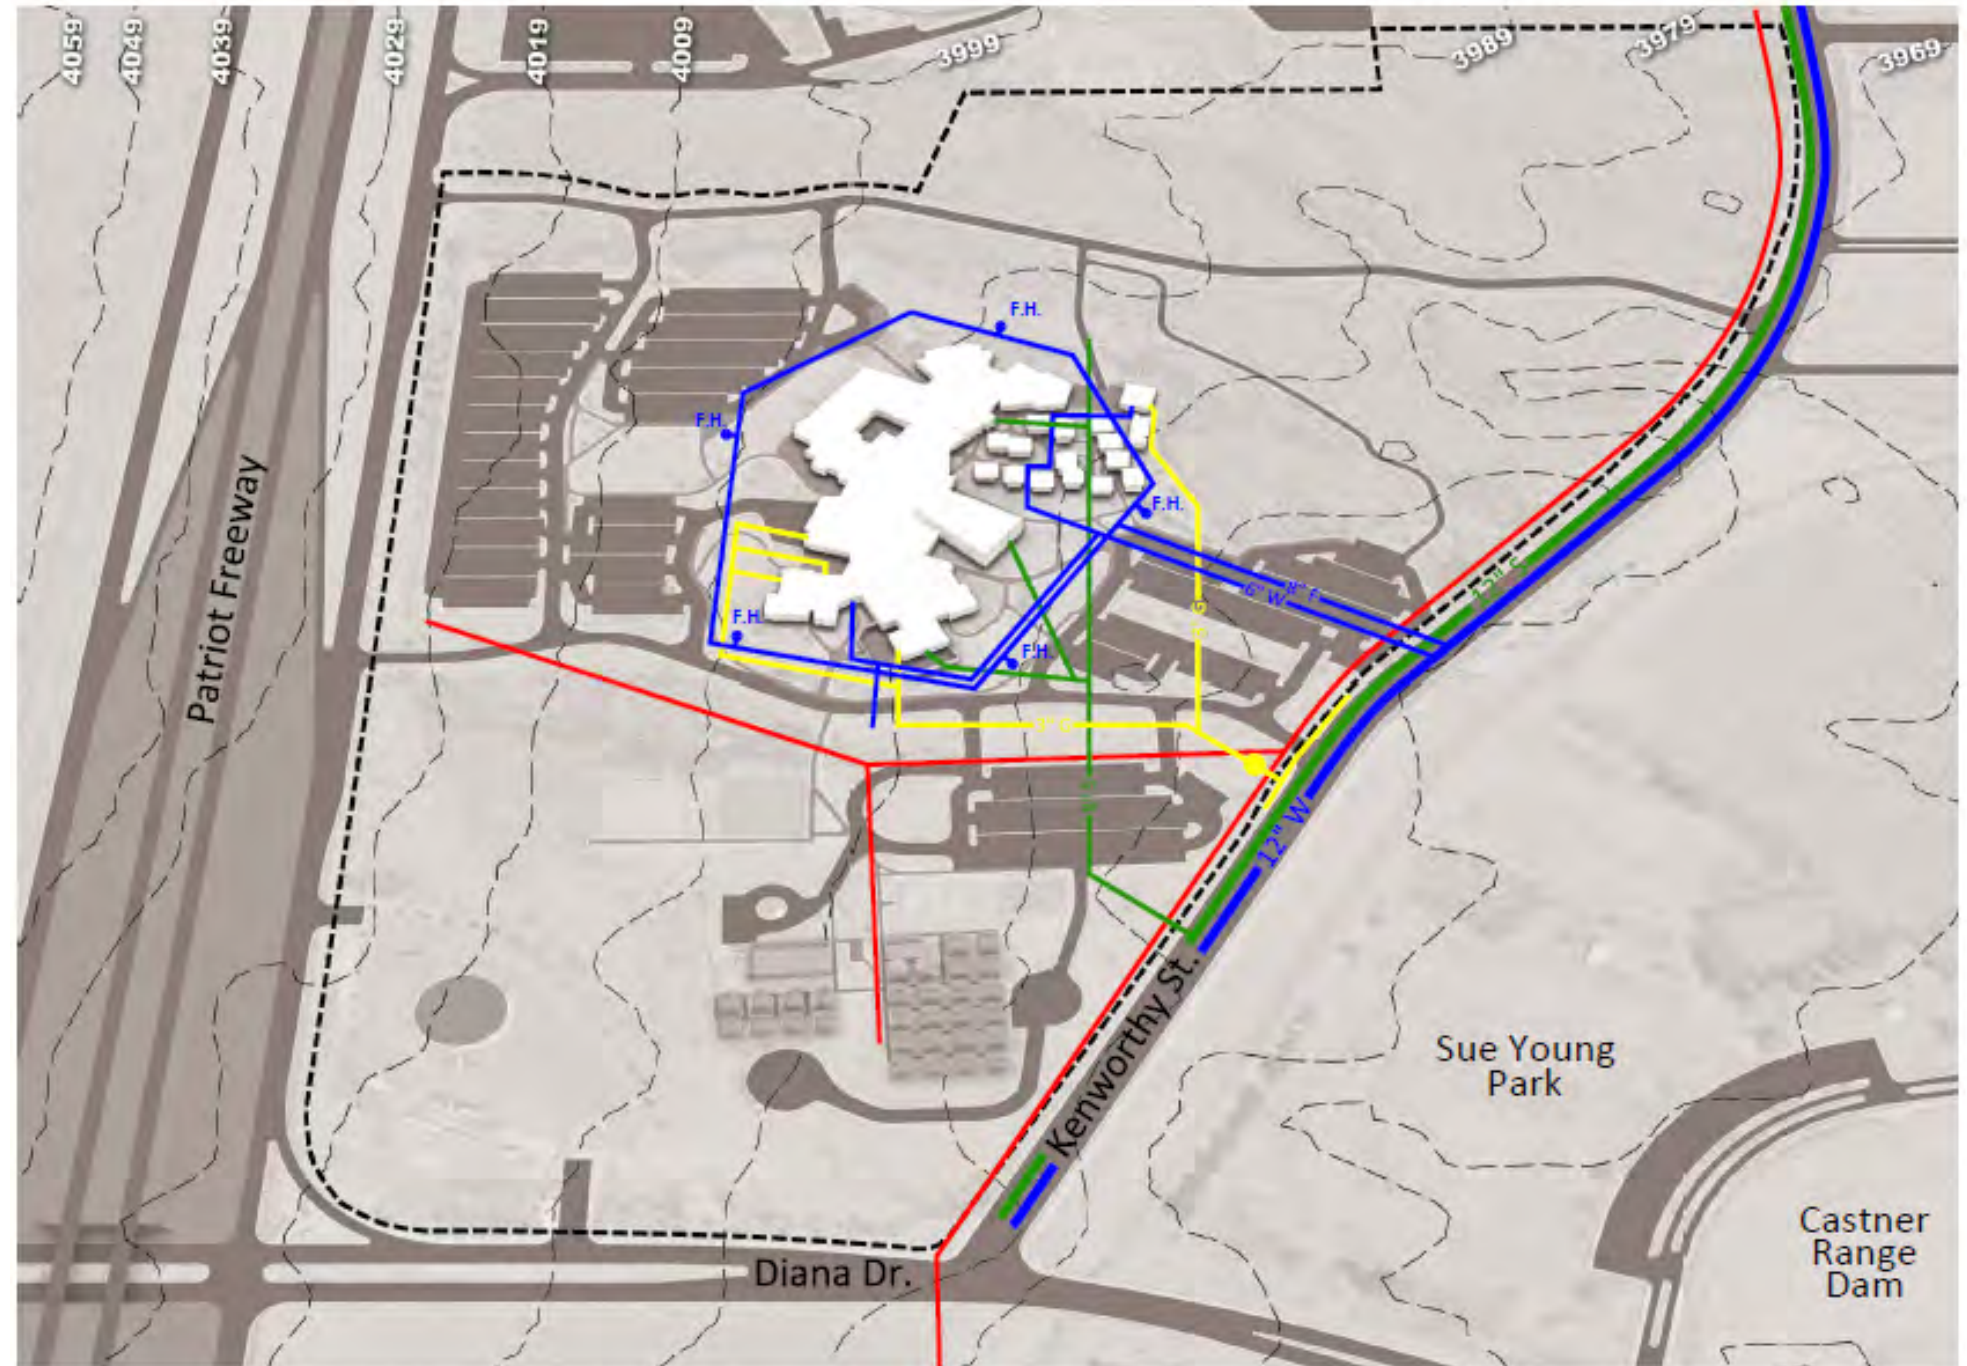 4059
4049
4039
4029
4019
4009
3999
3989
3979
3969
F.H.
F.H.
F.H.
F.H.
F.H.
6" W
8" F
12" W
Patriot Freeway
Kenworthy St.
Diana Dr.
Sue Young
Park
Castner
Range
Dam